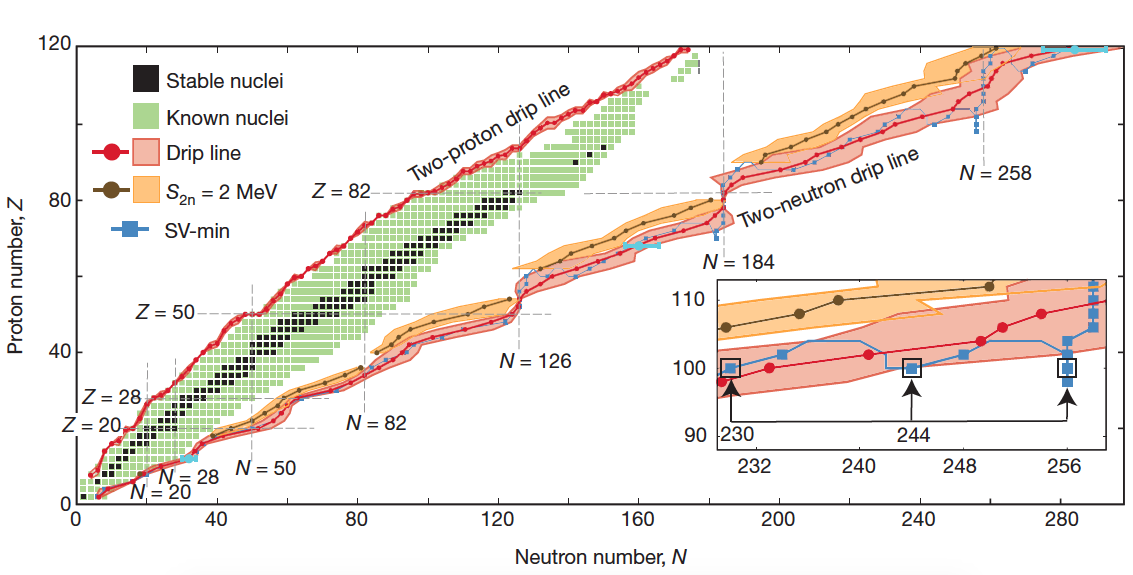 120
80
40
0
Proton number, Z
Stable nuclei
Known nuclei
Drip line
S2n = 2 MeV
SV-min
Two-proton drip line
Two-neutron drip line
Z = 82
Z = 50
Z = 28
Z = 20
N = 20
N = 28
N = 50
N = 82
N = 126
N = 184
N = 258
110
100
90
230
244
256
232
240
248
256
0
40
80
120
160
200
240
280
Neutron number, N